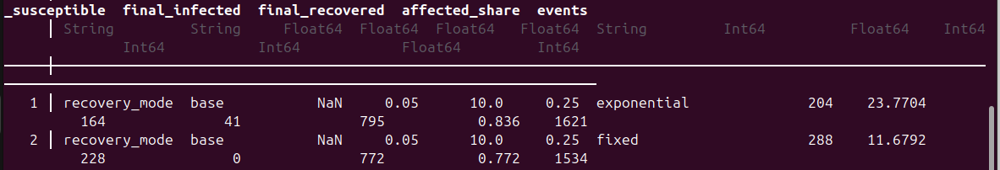 _susceptible  final_infected  final_recovered  affected_share  events
String         String     Float64  Float64  Float64   Float64  String         Int64          Float64    Int64
Int64           Int64            Float64         Int64
1 │ recovery_mode  base           NaN     0.05      10.0     0.25  exponential              204    23.7704
164              41              795           0.836    1621
2 │ recovery_mode  base           NaN     0.05      10.0     0.25  fixed                    288    11.6792
228               0              772           0.772    1534